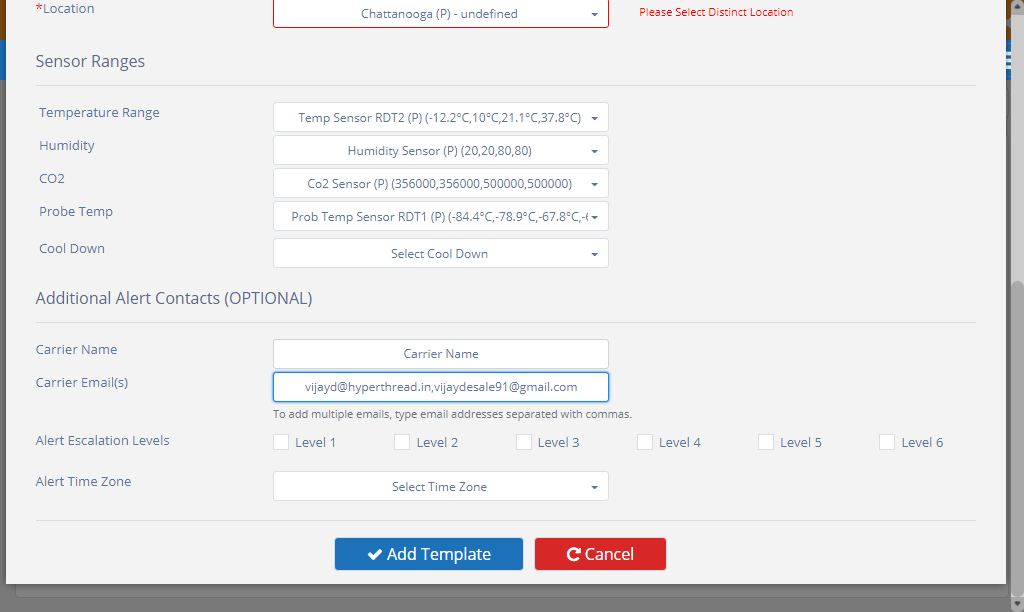 *Location
Chattanooga (P) - undefined
Please Select Distinct Location
Sensor Ranges
Temperature Range
Temp Sensor RDT2 (P) (-12.2°C,10°C,21.1°C,37.8°C)
Humidity
Humidity Sensor (P) (20,20,80,80)
CO2
Co2 Sensor (P) (356000,356000,500000,500000)
Probe Temp
Prob Temp Sensor RDT1 (P) (-84.4°C,-78.9°C,-67.8°C,-
Cool Down
Select Cool Down
Additional Alert Contacts (OPTIONAL)
Carrier Name
Carrier Name
Carrier Email(s)
vijayd@hyperthread.in,vijaydesale91@gmail.com
To add multiple emails, type email addresses separated with commas.
Alert Escalation Levels
Level 1
Level 2
Level 3
Level 4
Level 5
Level 6
Alert Time Zone
Select Time Zone
Add Template
Cancel